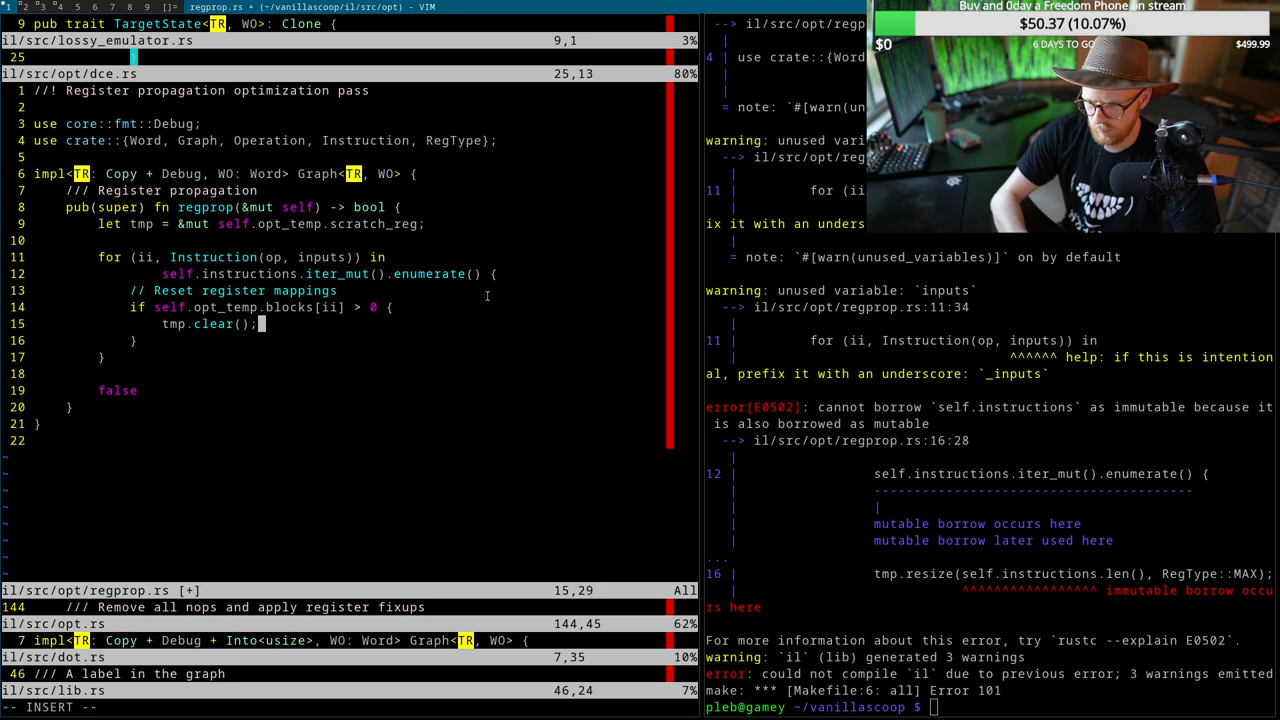 1 2 3 4 5 6 7 8 9 []= regprop.rs + (~/vanillascoop/il/src/opt) - VIM
9 pub trait TargetState<TR, WO>: Clone {
il/src/lossy_emulator.rs 9,1 3%
25 }
il/src/opt/dce.rs 25,13 80%
1 //! Register propagation optimization pass
2
3 use core::fmt::Debug;
4 use crate::{Word, Graph, Operation, Instruction, RegType};
5
6 impl<TR: Copy + Debug, WO: Word> Graph<TR, WO> {
7 /// Register propagation
8 pub(super) fn regprop(&mut self) -> bool {
9 let tmp = &mut self.opt_temp.scratch_reg;
10
11 for (ii, Instruction(op, inputs)) in
12 self.instructions.iter_mut().enumerate() {
13 // Reset register mappings
14 if self.opt_temp.blocks[ii] > 0 {
15 tmp.clear();
16 }
17 }
18
19 false
20 }
21 }
22
~
~
~
~
~
~
~
~
il/src/opt/regprop.rs [+] 15,29 All
144 /// Remove all nops and apply register fixups
il/src/opt.rs 144,45 62%
7 impl<TR: Copy + Debug + Into<usize>, WO: Word> Graph<TR, WO> {
il/src/dot.rs 7,35 10%
46 /// A label in the graph
il/src/lib.rs 46,24 7%
-- INSERT --
--> il/src/opt/regprop
|
4 | use crate::{Word
|
|
= note: `#[warn(un
warning: unused vari
--> il/src/opt/reg
|
11 | for (ii
|
ix it with an unders
|
= note: `#[warn(unused_variables)]` on by default
warning: unused variable: `inputs`
--> il/src/opt/regprop.rs:11:34
|
11 | for (ii, Instruction(op, inputs)) in
| ^^^^^^ help: if this is intention
al, prefix it with an underscore: `_inputs`
error[E0502]: cannot borrow `self.instructions` as immutable because it
is also borrowed as mutable
--> il/src/opt/regprop.rs:16:28
|
12 | self.instructions.iter_mut().enumerate() {
| ----------------------------------------
| |
| mutable borrow occurs here
| mutable borrow later used here
...
16 | tmp.resize(self.instructions.len(), RegType::MAX);
| ^^^^^^^^^^^^^^^^^ immutable borrow occu
rs here
For more information about this error, try `rustc --explain E0502`.
warning: `il` (lib) generated 3 warnings
error: could not compile `il` due to previous error; 3 warnings emitted
make: *** [Makefile:6: all] Error 101
pleb@gamey ~/vanillascoop $
Buy and 0day a Freedom Phone on stream
$50.37 (10.07%)
$0 6 DAYS TO GO $499.99